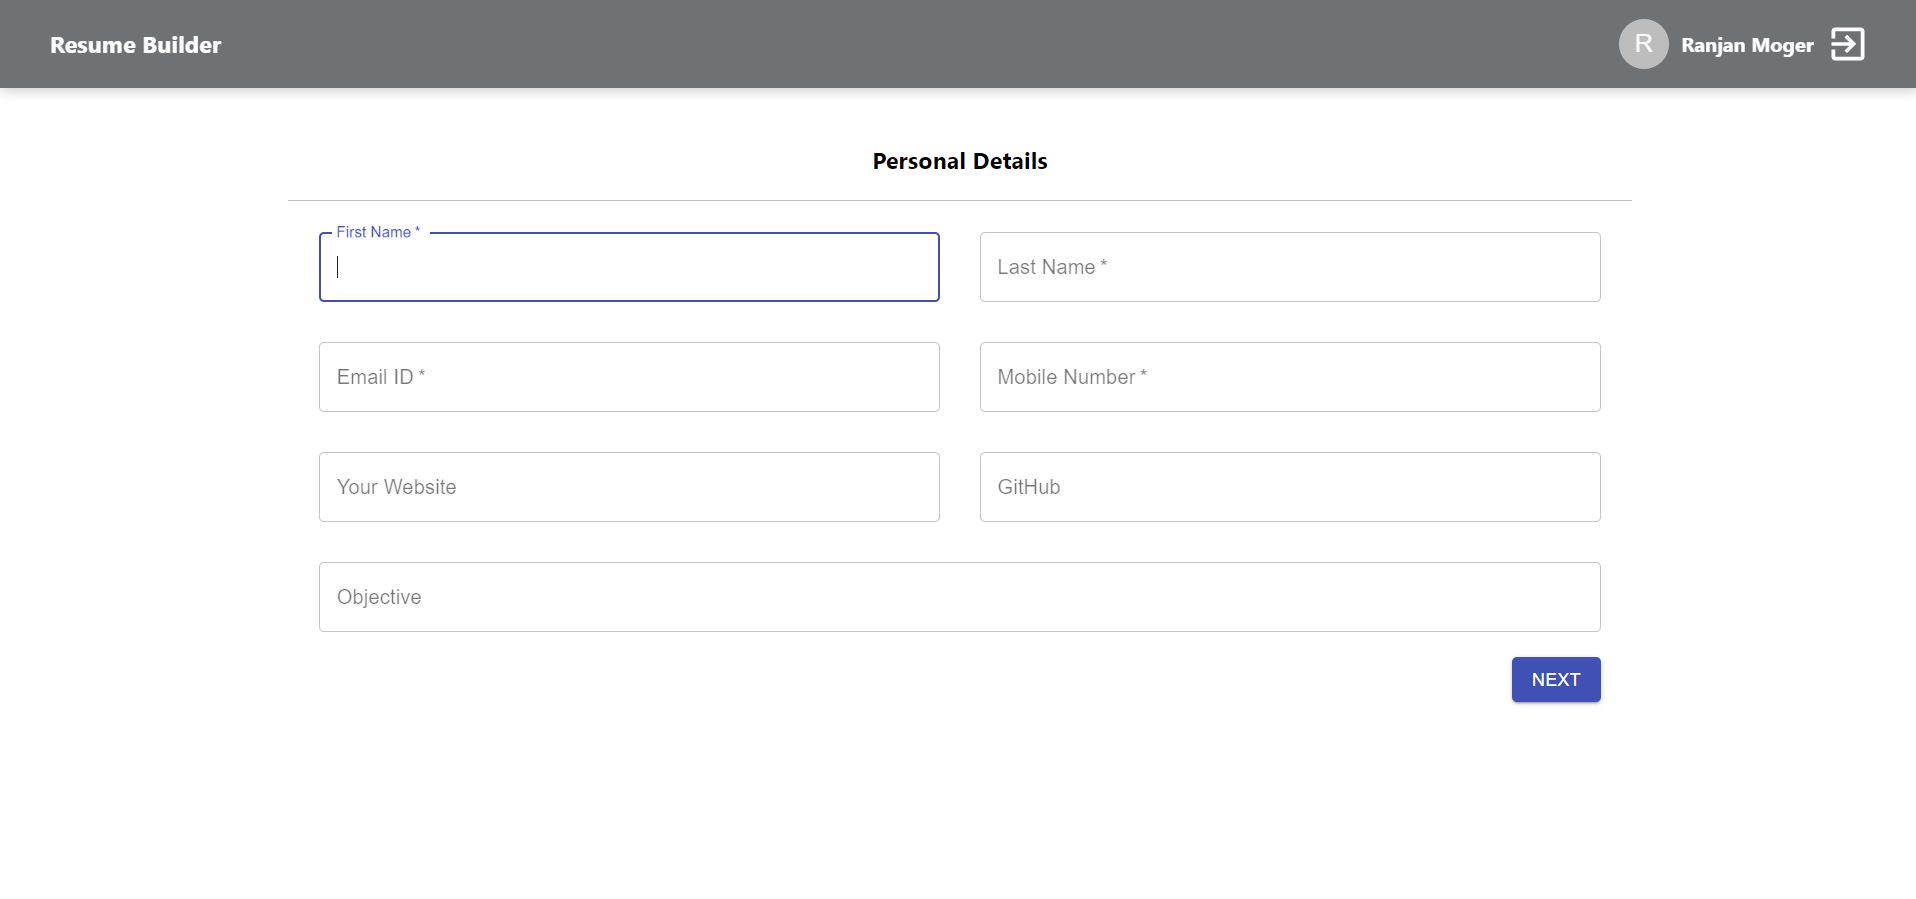 Resume Builder
R Ranjan Moger
Personal Details
First Name *
Last Name *
Email ID *
Mobile Number *
Your Website
GitHub
Objective
NEXT